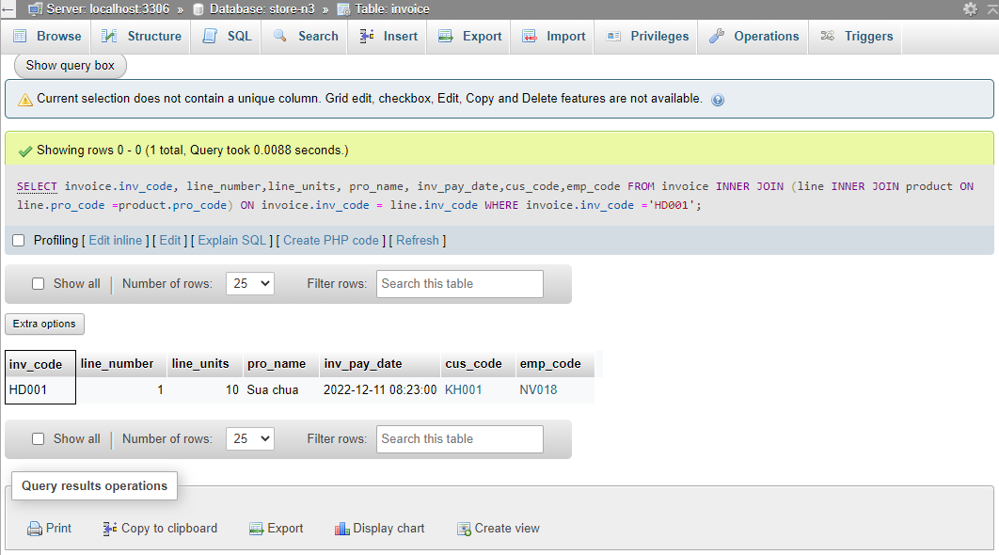 Server: localhost:3306 » Database: store-n3 » Table: invoice
Browse Structure SQL Search Insert Export Import Privileges Operations Triggers
Show query box
Current selection does not contain a unique column. Grid edit, checkbox, Edit, Copy and Delete features are not available.
Showing rows 0 - 0 (1 total, Query took 0.0088 seconds.)
SELECT invoice.inv_code, line_number,line_units, pro_name, inv_pay_date,cus_code,emp_code FROM invoice INNER JOIN (line INNER JOIN product ON
line.pro_code =product.pro_code) ON invoice.inv_code = line.inv_code WHERE invoice.inv_code ='HD001';
Profiling [ Edit inline ] [ Edit ] [ Explain SQL ] [ Create PHP code ] [ Refresh ]
Show all | Number of rows: 25 Filter rows: Search this table
Extra options
inv_code line_number line_units pro_name inv_pay_date cus_code emp_code
HD001 1 10 Sua chua 2022-12-11 08:23:00 KH001 NV018
Show all | Number of rows: 25 Filter rows: Search this table
Query results operations
Print Copy to clipboard Export Display chart Create view